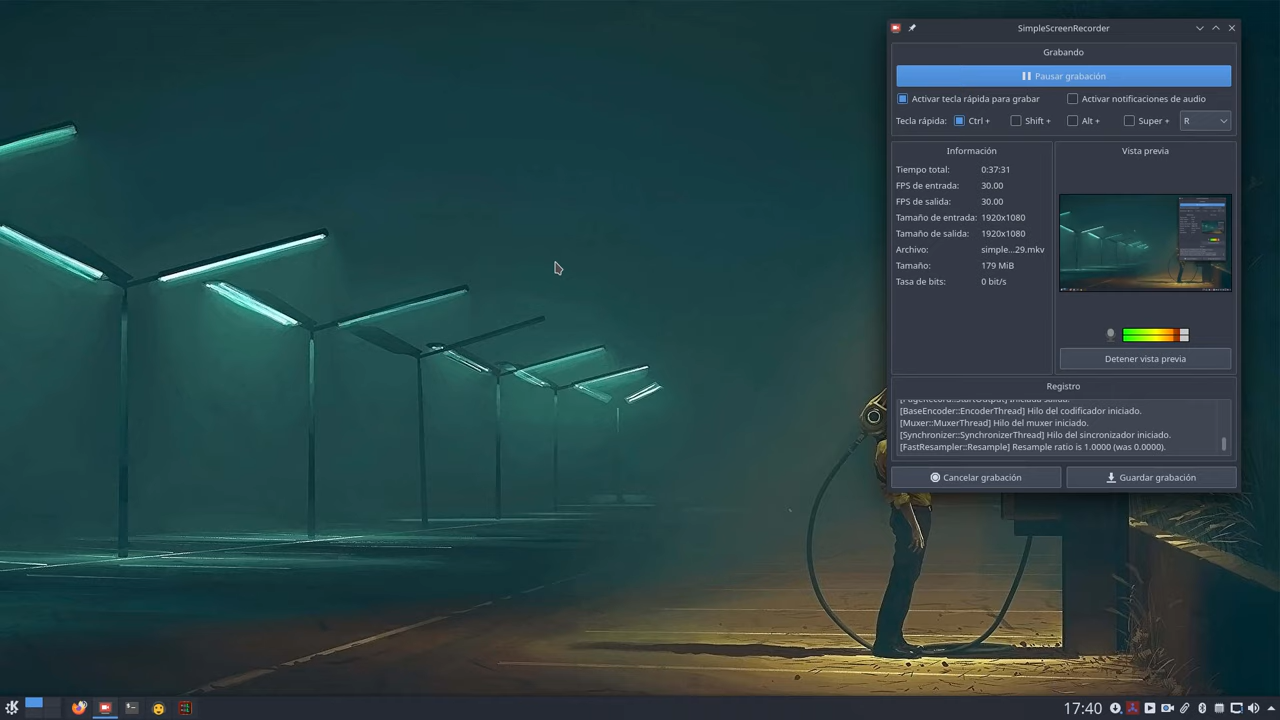 SimpleScreenRecorder
Grabando
Pausar grabación
Activar tecla rápida para grabar
Activar notificaciones de audio
Tecla rápida: Ctrl + Shift + Alt + Super + R
Información
Tiempo total: 0:37:31
FPS de entrada: 30.00
FPS de salida: 30.00
Tamaño de entrada: 1920x1080
Tamaño de salida: 1920x1080
Archivo: simple...29.mkv
Tamaño: 179 MiB
Tasa de bits: 0 bit/s
Vista previa
Detener vista previa
Registro
[PageRecord::StartOutput] Iniciada salida.
[BaseEncoder::EncoderThread] Hilo del codificador iniciado.
[Muxer::MuxerThread] Hilo del muxer iniciado.
[Synchronizer::SynchronizerThread] Hilo del sincronizador iniciado.
[FastResampler::Resample] Resample ratio is 1.0000 (was 0.0000).
Cancelar grabación
Guardar grabación
17:40